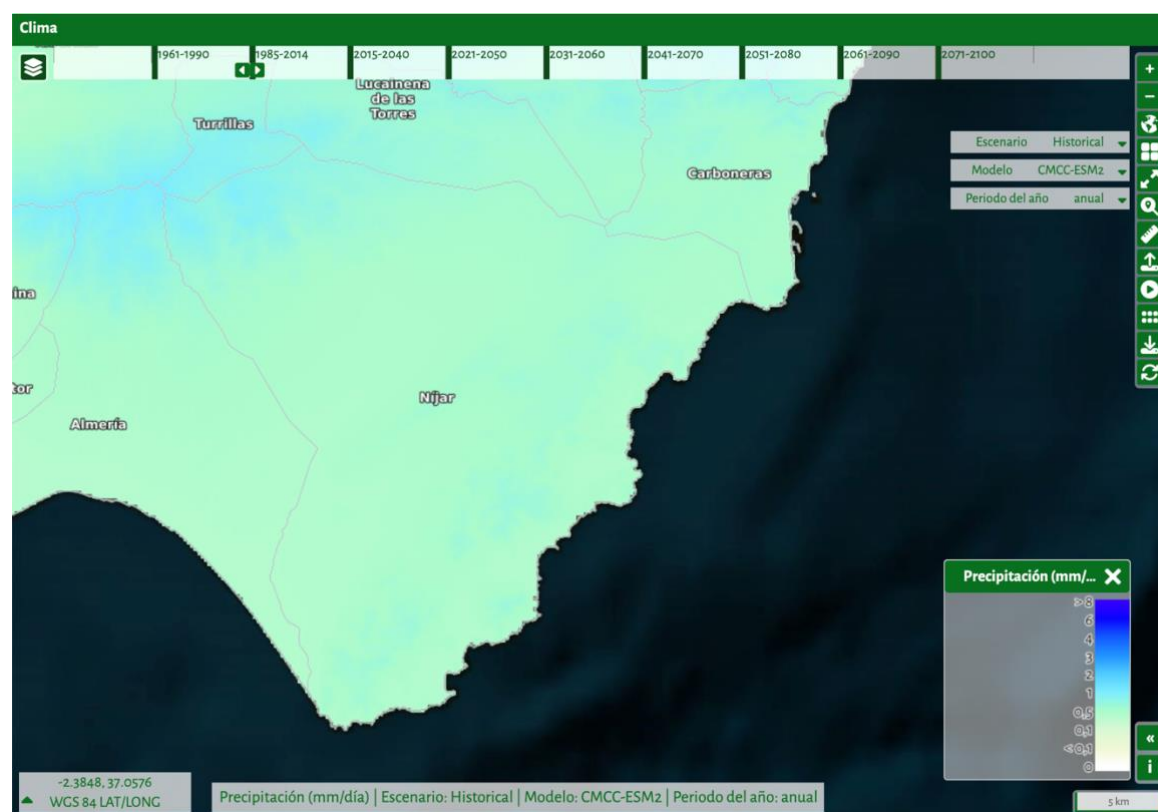 Clima
1961-1990 1985-2014 2015-2040 2021-2050 2031-2060 2041-2070 2051-2080 2061-2090 2071-2100
Lucainena
de las
Torres
Turrillas
Escenario Historical
Carboneras
Modelo CMCC-ESM2
Periodo del año anual
ina
tor
Níjar
Almería
Precipitación (mm/...
> 8
6
4
3
2
1
0,5
0,1
< 0,1
0
-2.3848, 37.0576
WGS 84 LAT/LONG
Precipitación (mm/día) | Escenario: Historical | Modelo: CMCC-ESM2 | Periodo del año: anual
5 km